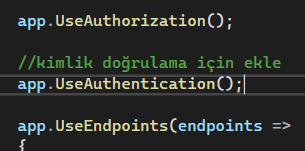 app.UseAuthorization();
//kimlik doğrulama için ekle
app.UseAuthentication();
app.UseEndpoints(endpoints =>
{